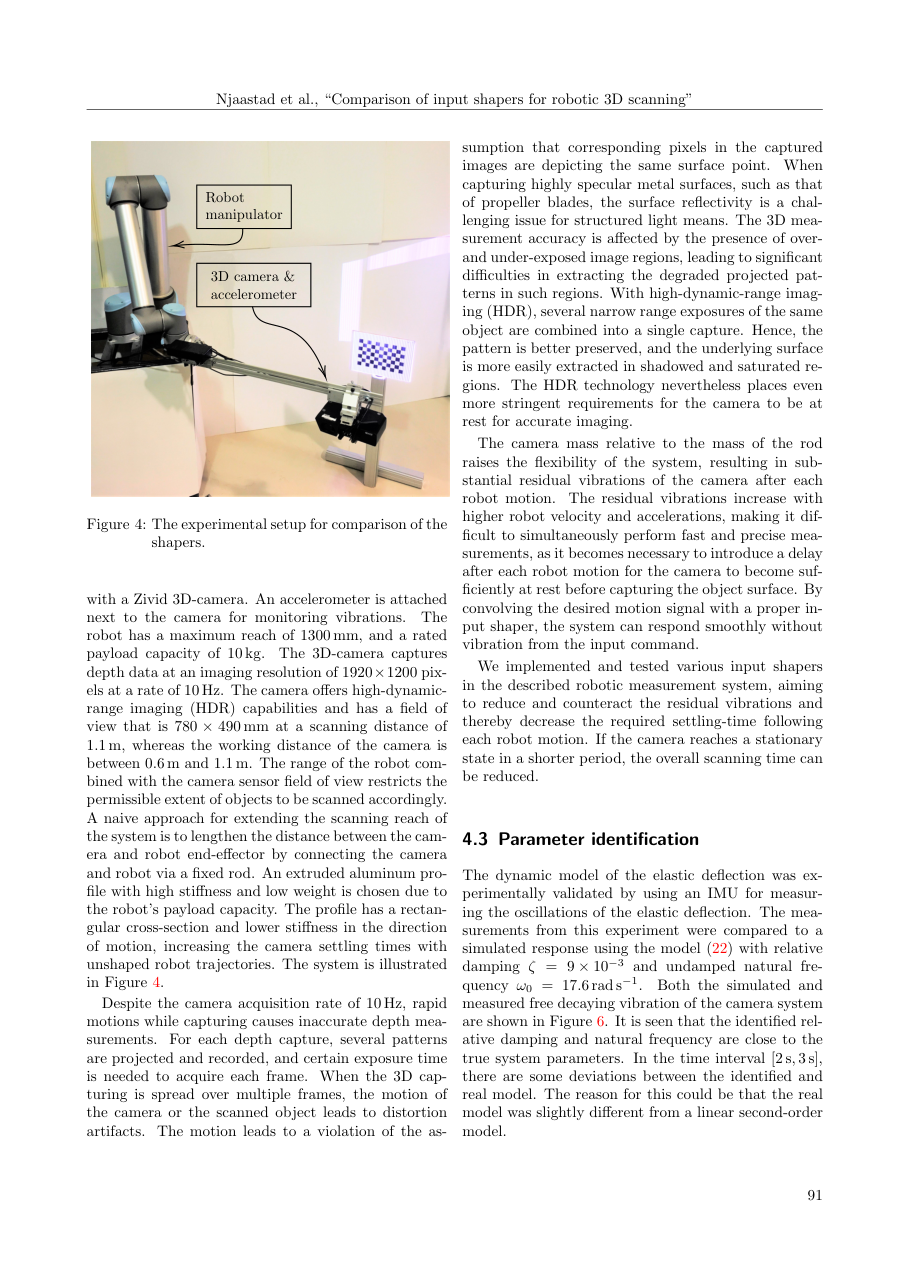 Njaastad et al., “Comparison of input shapers for robotic 3D scanning”
Robot
manipulator
3D camera &
accelerometer
Figure 4: The experimental setup for comparison of the
shapers.
with a Zivid 3D-camera. An accelerometer is attached
next to the camera for monitoring vibrations. The
robot has a maximum reach of 1300 mm, and a rated
payload capacity of 10 kg. The 3D-camera captures
depth data at an imaging resolution of 1920 × 1200 pix-
els at a rate of 10 Hz. The camera offers high-dynamic-
range imaging (HDR) capabilities and has a field of
view that is 780 × 490 mm at a scanning distance of
1.1 m, whereas the working distance of the camera is
between 0.6 m and 1.1 m. The range of the robot com-
bined with the camera sensor field of view restricts the
permissible extent of objects to be scanned accordingly.
A naive approach for extending the scanning reach of
the system is to lengthen the distance between the cam-
era and robot end-effector by connecting the camera
and robot via a fixed rod. An extruded aluminum pro-
file with high stiffness and low weight is chosen due to
the robot’s payload capacity. The profile has a rectan-
gular cross-section and lower stiffness in the direction
of motion, increasing the camera settling times with
unshaped robot trajectories. The system is illustrated
in Figure 4.
Despite the camera acquisition rate of 10 Hz, rapid
motions while capturing causes inaccurate depth mea-
surements. For each depth capture, several patterns
are projected and recorded, and certain exposure time
is needed to acquire each frame. When the 3D cap-
turing is spread over multiple frames, the motion of
the camera or the scanned object leads to distortion
artifacts. The motion leads to a violation of the as-
sumption that corresponding pixels in the captured
images are depicting the same surface point. When
capturing highly specular metal surfaces, such as that
of propeller blades, the surface reflectivity is a chal-
lenging issue for structured light means. The 3D mea-
surement accuracy is affected by the presence of over-
and under-exposed image regions, leading to significant
difficulties in extracting the degraded projected pat-
terns in such regions. With high-dynamic-range imag-
ing (HDR), several narrow range exposures of the same
object are combined into a single capture. Hence, the
pattern is better preserved, and the underlying surface
is more easily extracted in shadowed and saturated re-
gions. The HDR technology nevertheless places even
more stringent requirements for the camera to be at
rest for accurate imaging.
The camera mass relative to the mass of the rod
raises the flexibility of the system, resulting in sub-
stantial residual vibrations of the camera after each
robot motion. The residual vibrations increase with
higher robot velocity and accelerations, making it dif-
ficult to simultaneously perform fast and precise mea-
surements, as it becomes necessary to introduce a delay
after each robot motion for the camera to become suf-
ficiently at rest before capturing the object surface. By
convolving the desired motion signal with a proper in-
put shaper, the system can respond smoothly without
vibration from the input command.
We implemented and tested various input shapers
in the described robotic measurement system, aiming
to reduce and counteract the residual vibrations and
thereby decrease the required settling-time following
each robot motion. If the camera reaches a stationary
state in a shorter period, the overall scanning time can
be reduced.
4.3 Parameter identification
The dynamic model of the elastic deflection was ex-
perimentally validated by using an IMU for measur-
ing the oscillations of the elastic deflection. The mea-
surements from this experiment were compared to a
simulated response using the model (22) with relative
damping ζ = 9 × 10⁻³ and undamped natural fre-
quency ω₀ = 17.6 rad s⁻¹. Both the simulated and
measured free decaying vibration of the camera system
are shown in Figure 6. It is seen that the identified rel-
ative damping and natural frequency are close to the
true system parameters. In the time interval [2 s, 3 s],
there are some deviations between the identified and
real model. The reason for this could be that the real
model was slightly different from a linear second-order
model.
91